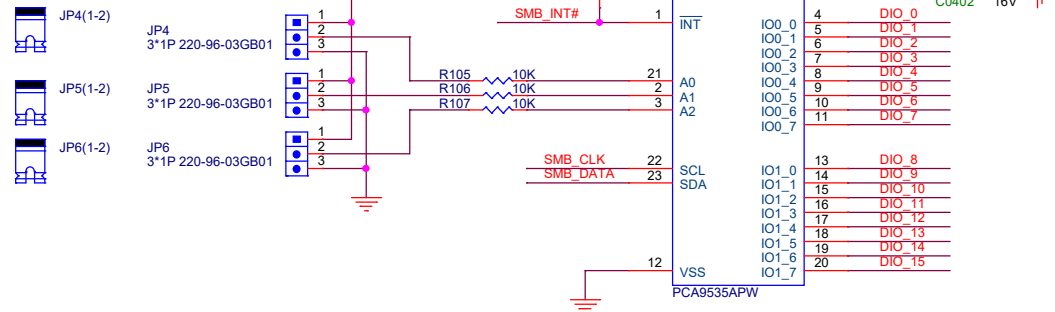 C0402 16V
JP4(1-2)
JP4
3*1P 220-96-03GB01
1
2
3
JP5(1-2)
JP5
3*1P 220-96-03GB01
1
2
3
JP6(1-2)
JP6
3*1P 220-96-03GB01
1
2
3
R105 10K
R106 10K
R107 10K
SMB_INT#
SMB_CLK
SMB_DATA
1 INT
21 A0
2 A1
3 A2
22 SCL
23 SDA
12 VSS
IO0_0 4 DIO_0
IO0_1 5 DIO_1
IO0_2 6 DIO_2
IO0_3 7 DIO_3
IO0_4 8 DIO_4
IO0_5 9 DIO_5
IO0_6 10 DIO_6
IO0_7 11 DIO_7
IO1_0 13 DIO_8
IO1_1 14 DIO_9
IO1_2 15 DIO_10
IO1_3 16 DIO_11
IO1_4 17 DIO_12
IO1_5 18 DIO_13
IO1_6 19 DIO_14
IO1_7 20 DIO_15
PCA9535APW